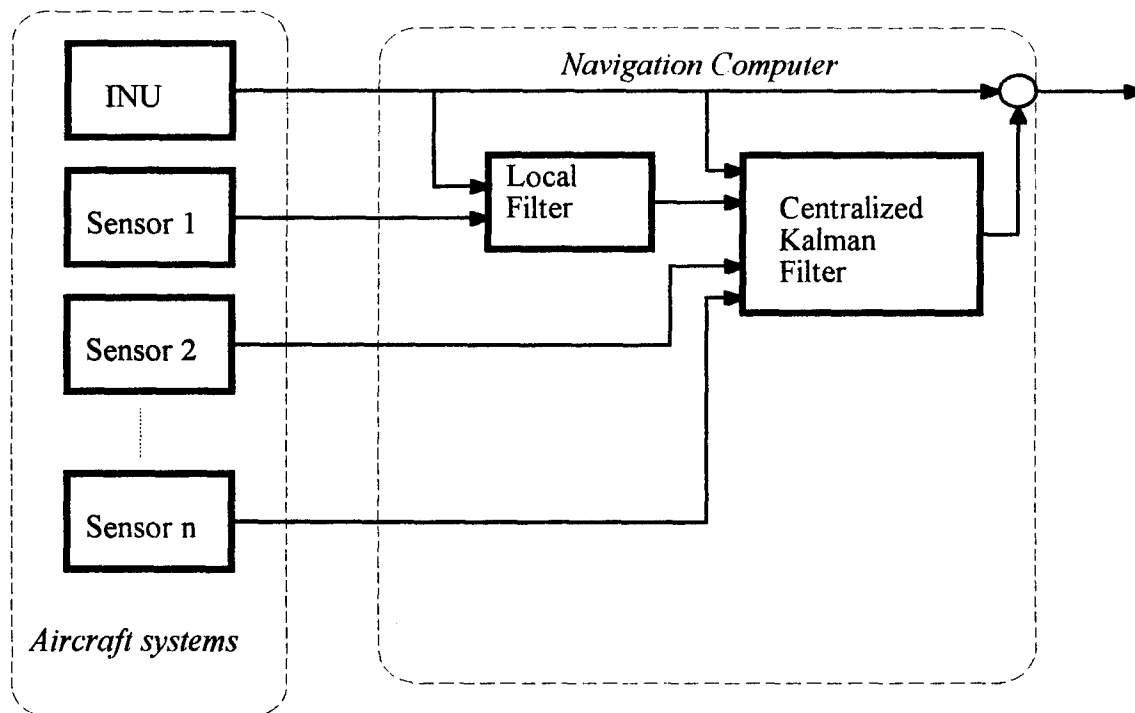 INU
Navigation Computer
Sensor 1
Local
Filter
Centralized
Kalman
Filter
Sensor 2
Sensor n
Aircraft systems